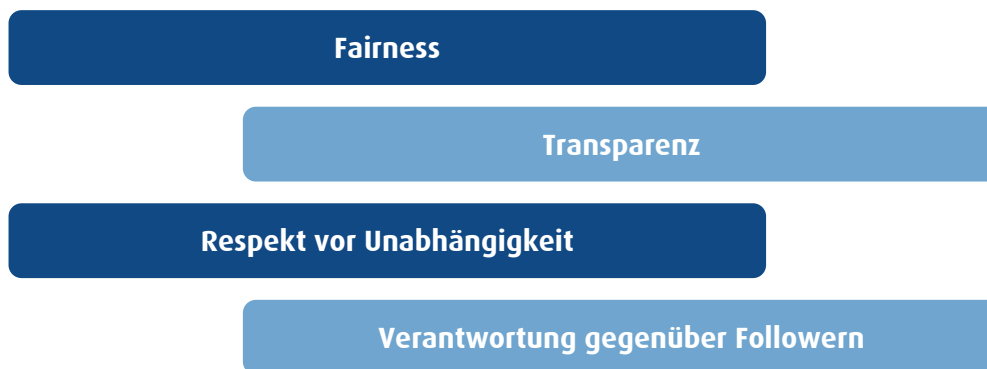 Fairness
Transparenz
Respekt vor Unabhängigkeit
Verantwortung gegenüber Followern